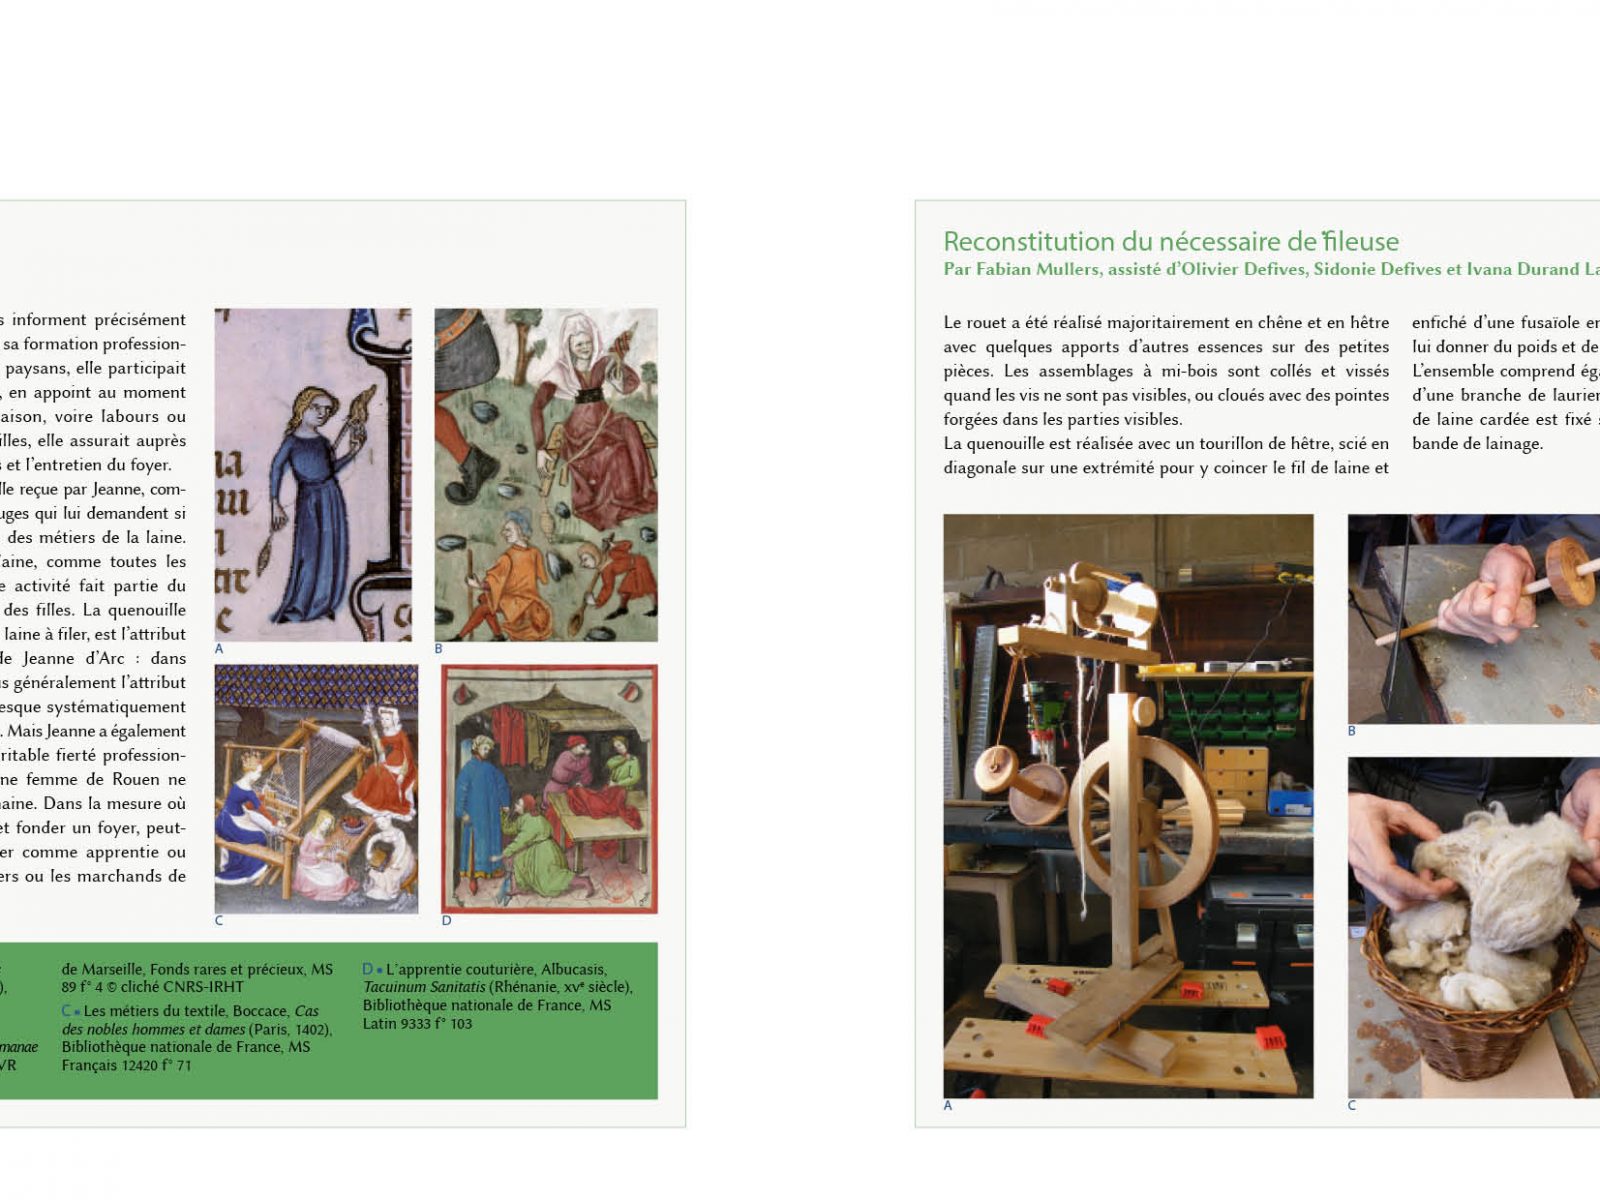 s informent précisément
sa formation profession-
paysans, elle participait
, en appoint au moment
aison, voire labours ou
illes, elle assurait auprès
s et l'entretien du foyer.
lle reçue par Jeanne, com-
uges qui lui demandent si
des métiers de la laine.
'aine, comme toutes les
e activité fait partie du
des filles. La quenouille
laine à filer, est l'attribut
de Jeanne d'Arc : dans
us généralement l'attribut
esque systématiquement
. Mais Jeanne a également
ritable fierté profession-
ne femme de Rouen ne
naine. Dans la mesure où
et fonder un foyer, peut-
er comme apprentie ou
ers ou les marchands de
A
B
C
D
),
manae
VR
de Marseille, Fonds rares et précieux, MS
89 f° 4 © cliché CNRS-IRHT
C • Les métiers du textile, Boccace, Cas
des nobles hommes et dames (Paris, 1402),
Bibliothèque nationale de France, MS
Français 12420 f° 71
D • L'apprentie couturière, Albucasis,
Tacuinum Sanitatis (Rhénanie, XVe siècle),
Bibliothèque nationale de France, MS
Latin 9333 f° 103
Reconstitution du nécessaire de fileuse
Par Fabian Mullers, assisté d'Olivier Defives, Sidonie Defives et Ivana Durand La
Le rouet a été réalisé majoritairement en chêne et en hêtre
avec quelques apports d'autres essences sur des petites
pièces. Les assemblages à mi-bois sont collés et vissés
quand les vis ne sont pas visibles, ou cloués avec des pointes
forgées dans les parties visibles.
La quenouille est réalisée avec un tourillon de hêtre, scié en
diagonale sur une extrémité pour y coincer le fil de laine et
enfiché d'une fusaïole en
lui donner du poids et de
L'ensemble comprend éga
d'une branche de laurier
de laine cardée est fixé s
bande de lainage.
A
B
C